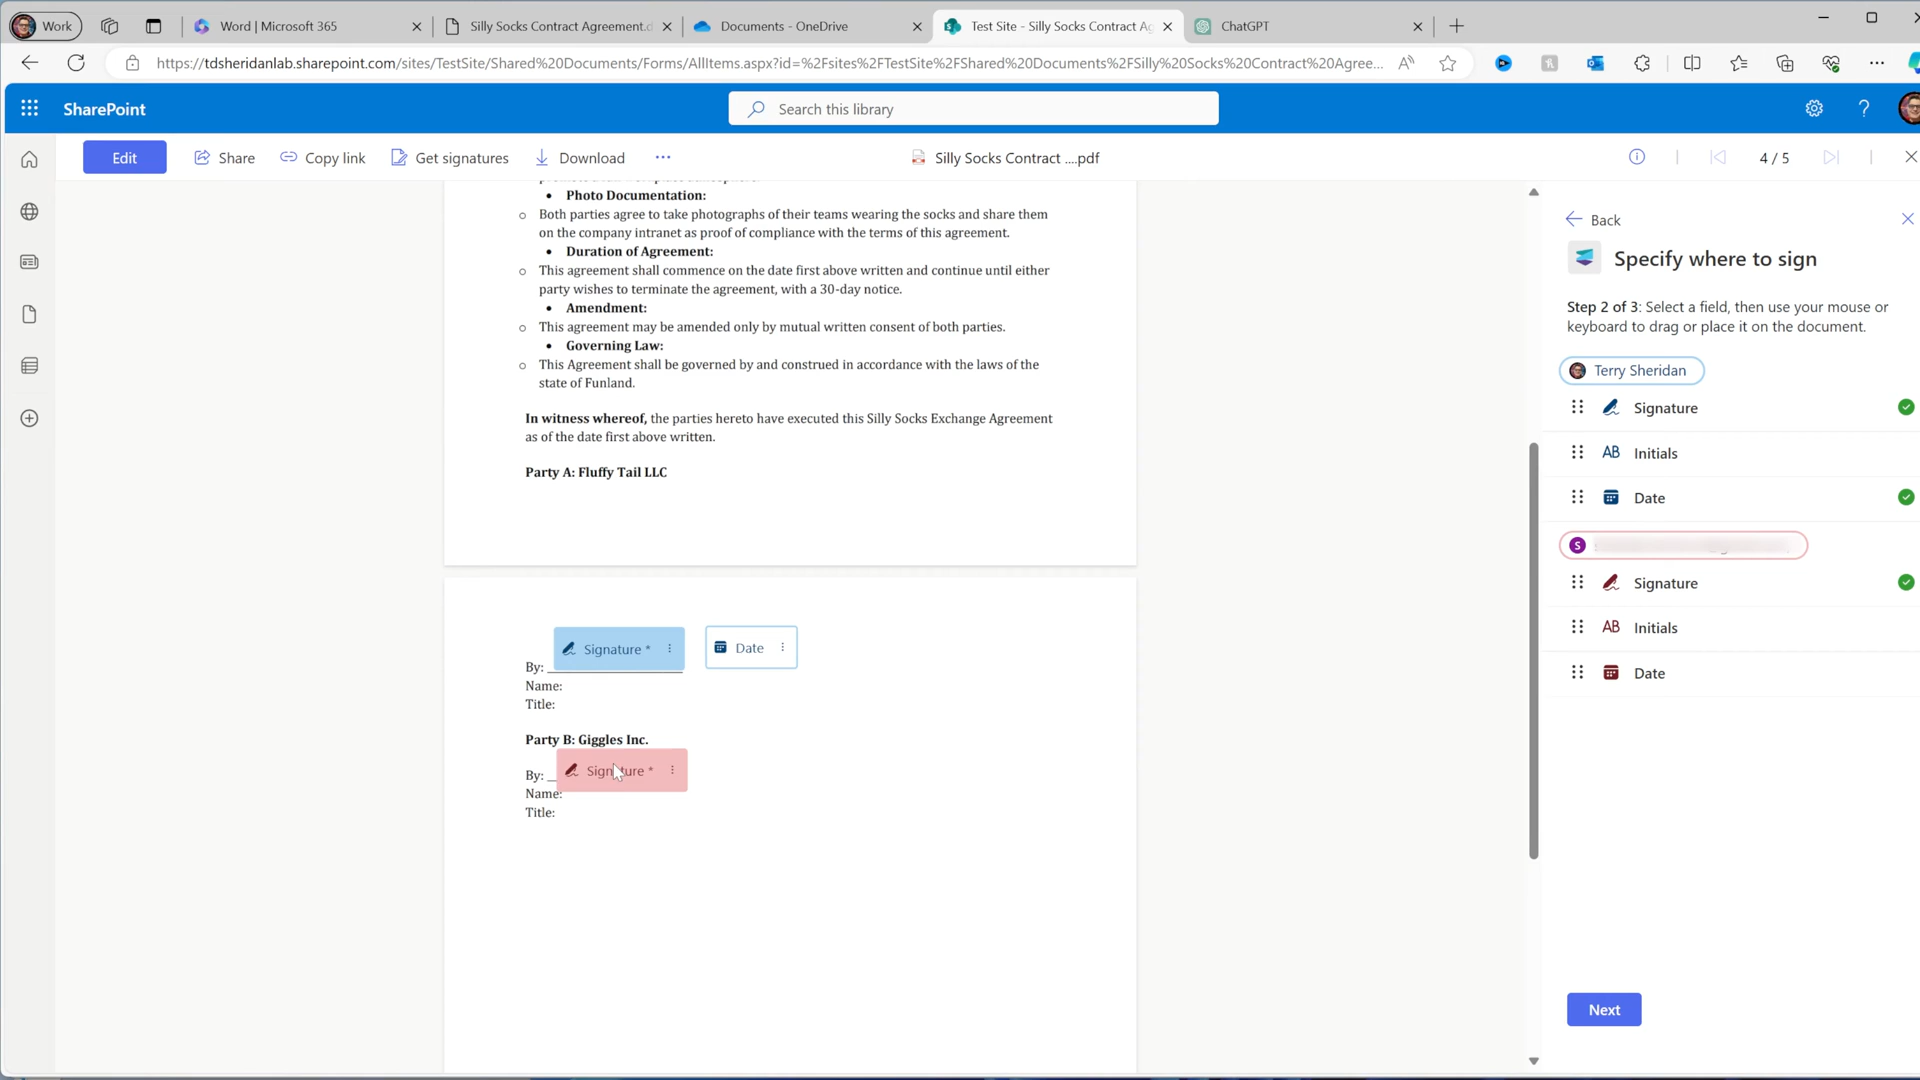 Work
Word | Microsoft 365
Silly Socks Contract Agreement.d
Documents - OneDrive
Test Site - Silly Socks Contract Ag
ChatGPT
https://tdsheridanlab.sharepoint.com/sites/TestSite/Shared%20Documents/Forms/AllItems.aspx?id=%2Fsites%2FTestSite%2FShared%20Documents%2FSilly%20Socks%20Contract%20Agree...
SharePoint
Search this library
Edit
Share
Copy link
Get signatures
Download
Silly Socks Contract ....pdf
4 / 5
• Photo Documentation:
o Both parties agree to take photographs of their teams wearing the socks and share them
on the company intranet as proof of compliance with the terms of this agreement.
• Duration of Agreement:
o This agreement shall commence on the date first above written and continue until either
party wishes to terminate the agreement, with a 30-day notice.
• Amendment:
o This agreement may be amended only by mutual written consent of both parties.
• Governing Law:
o This Agreement shall be governed by and construed in accordance with the laws of the
state of Funland.
In witness whereof, the parties hereto have executed this Silly Socks Exchange Agreement
as of the date first above written.
Party A: Fluffy Tail LLC
Signature *
Date
By:
Name:
Title:
Party B: Giggles Inc.
Signature *
By:
Name:
Title:
Back
Specify where to sign
Step 2 of 3: Select a field, then use your mouse or
keyboard to drag or place it on the document.
Terry Sheridan
Signature
AB Initials
Date
S
Signature
AB Initials
Date
Next